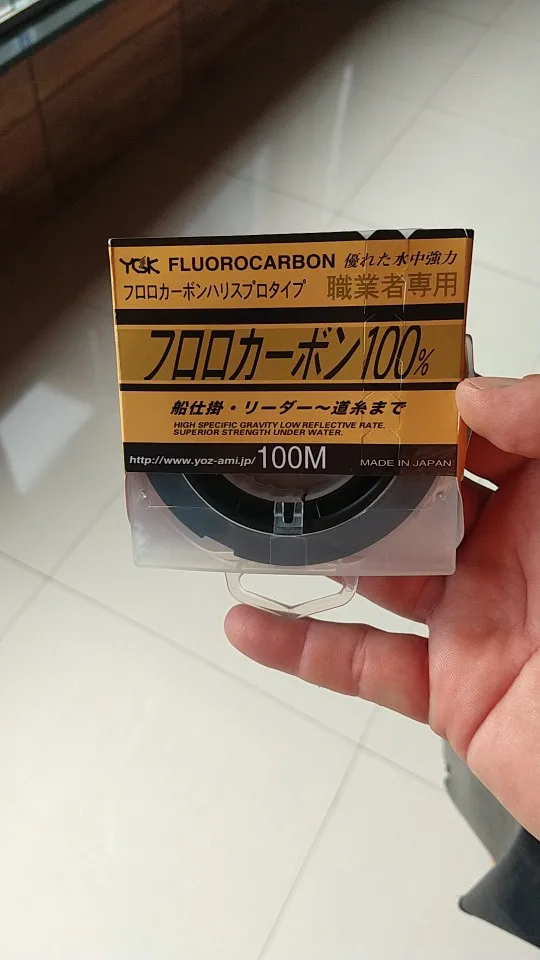 YGK FLUOROCARBON 優れた水中強力
フロロカーボンハリスプロタイプ 職業者専用
フロロカーボン100%
船仕掛・リーダー〜道糸まで
HIGH SPECIFIC GRAVITY LOW REFLECTIVE RATE.
SUPERIOR STRENGTH UNDER WATER.
http://www.yoz-ami.jp/ 100M MADE IN JAPAN